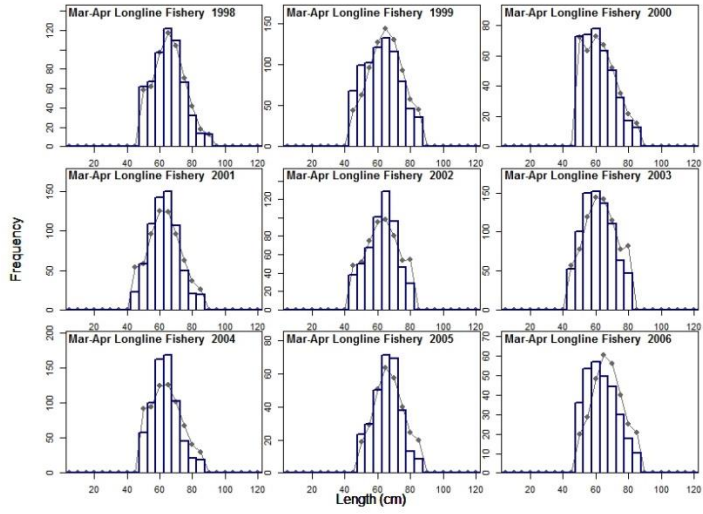 Mar-Apr Longline Fishery 1998
0 20 40 60 80 120
20 40 60 80 100 120
Mar-Apr Longline Fishery 1999
0 50 100 150
20 40 60 80 100 120
Mar-Apr Longline Fishery 2000
0 20 40 60 80
20 40 60 80 100 120
Mar-Apr Longline Fishery 2001
0 50 100 150
20 40 60 80 100 120
Mar-Apr Longline Fishery 2002
0 20 40 60 80 120
20 40 60 80 100 120
Mar-Apr Longline Fishery 2003
0 50 100 150
20 40 60 80 100 120
Mar-Apr Longline Fishery 2004
0 50 100 150 200
20 40 60 80 100 120
Mar-Apr Longline Fishery 2005
0 20 40 60 80
20 40 60 80 100 120
Mar-Apr Longline Fishery 2006
0 10 20 30 40 50 60 70
20 40 60 80 100 120
Frequency
Length (cm)